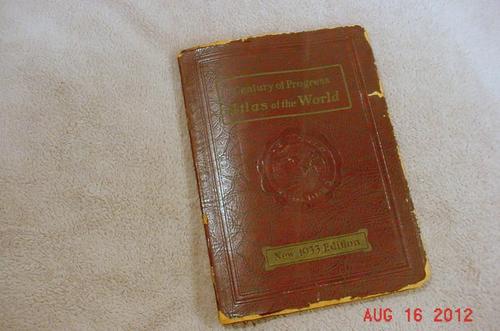 Century of Progress
Atlas of the World
New 1933 Edition
AUG 16 2012